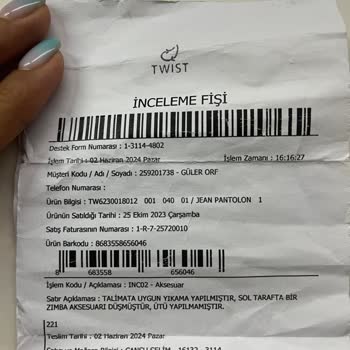 TWIST
İNCELEME FİŞİ
Destek Form Numarası : 1-3114-4802
İşlem Tarihi : 02 Haziran 2024 Pazar İşlem Zamanı : 16:16:27
Müşteri Kodu / Adı / Soyadı : 259201738 - GÜLER ORF
Telefon Numarası :
Ürün Bilgisi : TW6230018012 001 040 01 / JEAN PANTOLON 1
Ürünün Satıldığı Tarihi : 25 Ekim 2023 Çarşamba
Satış Faturasının Numarası : 1-R-7-25720010
Ürün Barkodu : 8683558656046
8 683558 656046
İşlem Kodu / Açıklaması : INC02 - Aksesuar
Satır Açıklaması : TALİMATA UYGUN YIKAMA YAPILMIŞTIR, SOL TARAFTA BİR
ZIMBA AKSESUARI DÜŞMÜŞTÜR, ÜTÜ YAPILMAMIŞTIR.
221
Teslim Tarihi : 02 Haziran 2024 Pazar